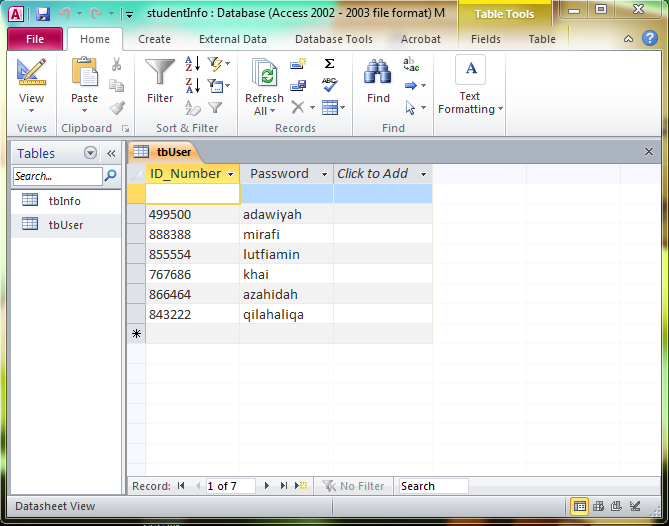 studentInfo : Database (Access 2002 - 2003 file format) M
Table Tools
File Home Create External Data Database Tools Acrobat Fields Table
View
Paste
Filter
Refresh All
Find
Text Formatting
Views Clipboard Sort & Filter Records Find
Tables
Search...
tbInfo
tbUser
tbUser
ID_Number Password Click to Add
499500 adawiyah
888388 mirafi
855554 lutfiamin
767686 khai
866464 azahidah
843222 qilahaliqa
Record: 1 of 7 No Filter Search
Datasheet View